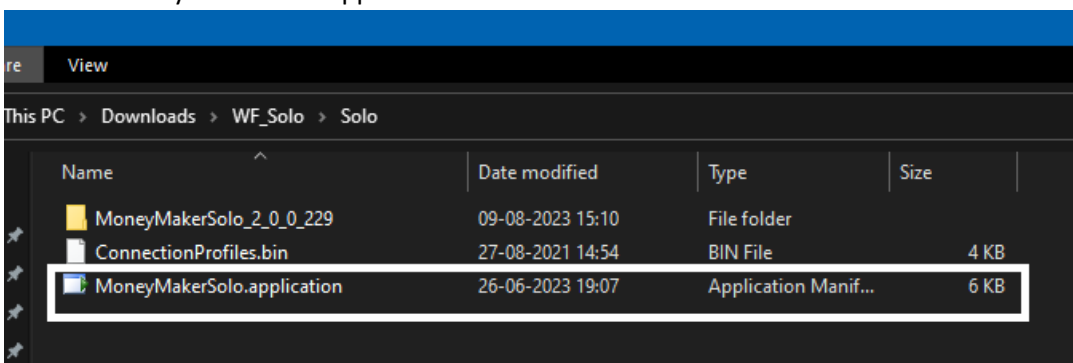 re View
This PC > Downloads > WF_Solo > Solo
Name Date modified Type Size
MoneyMakerSolo_2_0_0_229 09-08-2023 15:10 File folder
ConnectionProfiles.bin 27-08-2021 14:54 BIN File 4 KB
MoneyMakerSolo.application 26-06-2023 19:07 Application Manif... 6 KB